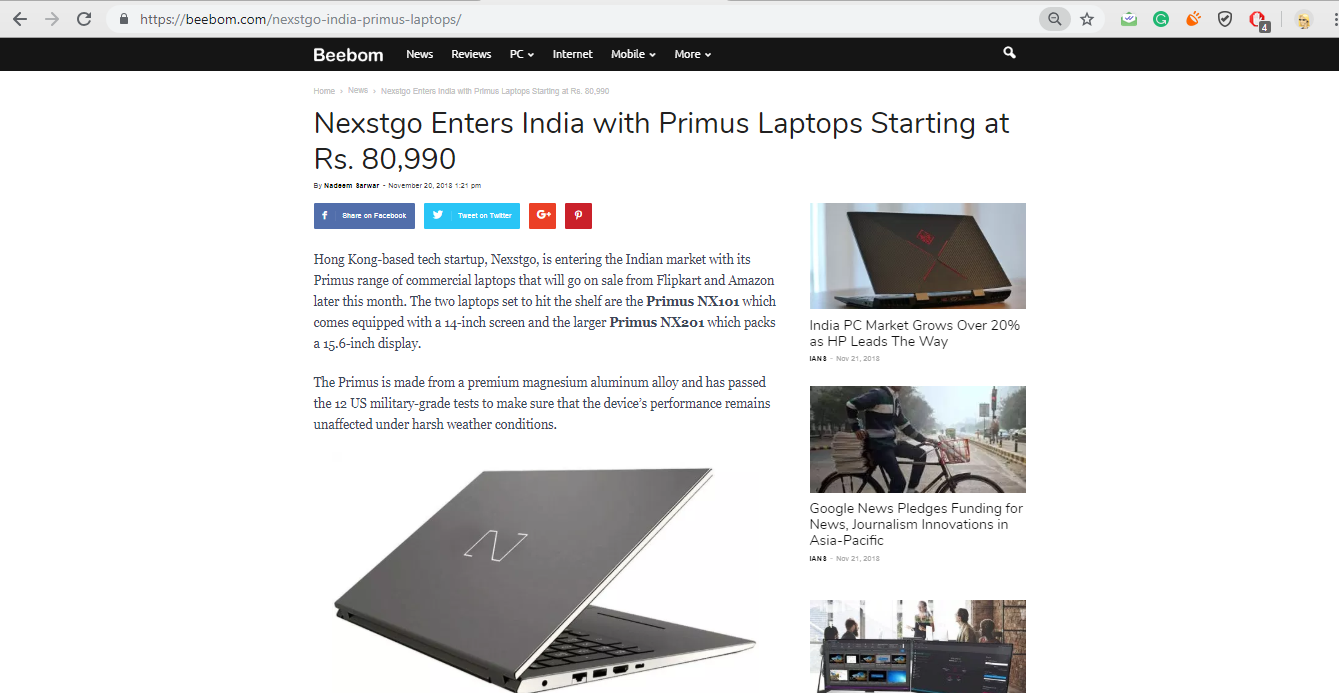 https://beebom.com/nexstgo-india-primus-laptops/
4
Beebom News Reviews PC Internet Mobile More
Home › News › Nexstgo Enters India with Primus Laptops Starting at Rs. 80,990
Nexstgo Enters India with Primus Laptops Starting at
Rs. 80,990
By Nadeem Sarwar - November 20, 2018 1:21 pm
Share on Facebook
Tweet on Twitter
G+
Hong Kong-based tech startup, Nexstgo, is entering the Indian market with its
Primus range of commercial laptops that will go on sale from Flipkart and Amazon
later this month. The two laptops set to hit the shelf are the Primus NX101 which
comes equipped with a 14-inch screen and the larger Primus NX201 which packs
a 15.6-inch display.
The Primus is made from a premium magnesium aluminum alloy and has passed
the 12 US military-grade tests to make sure that the device's performance remains
unaffected under harsh weather conditions.
N
India PC Market Grows Over 20%
as HP Leads The Way
IANS - Nov 21, 2018
Google News Pledges Funding for
News, Journalism Innovations in
Asia-Pacific
IANS - Nov 21, 2018